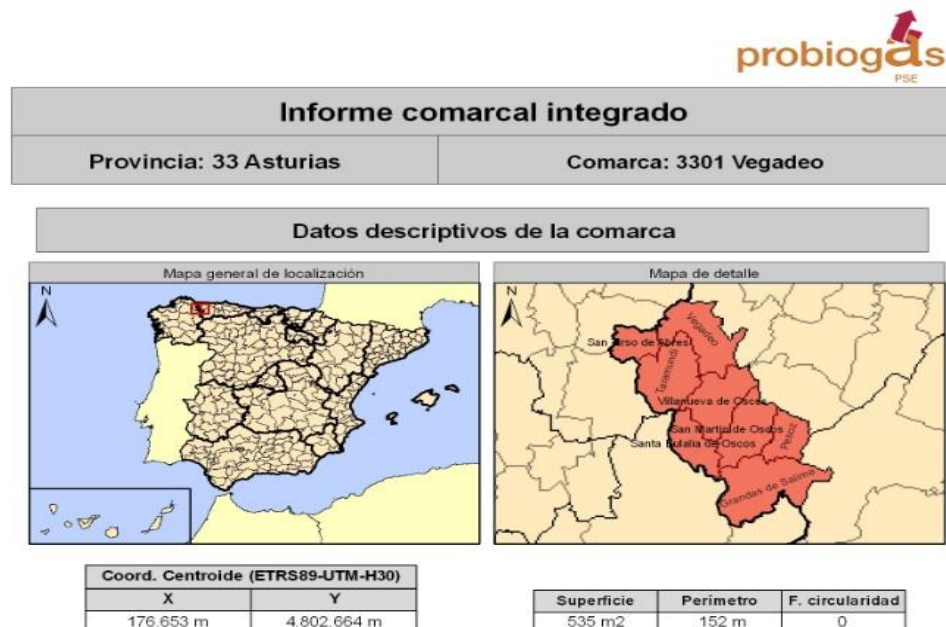 probiogás
PSE
Informe comarcal integrado
Provincia: 33 Asturias
Comarca: 3301 Vegadeo
Datos descriptivos de la comarca
Mapa general de localización
Mapa de detalle
N
N
Vegadeo
San Tirso de Abres
Taramundi
Villanueva de Oscos
San Martín de Oscos
Pesoz
Santa Eulalia de Oscos
Grandas de Salime
Coord. Centroide (ETRS89-UTM-H30)
X Y
176.653 m 4.802.664 m
Superficie Perímetro F. circularidad
535 m2 152 m 0